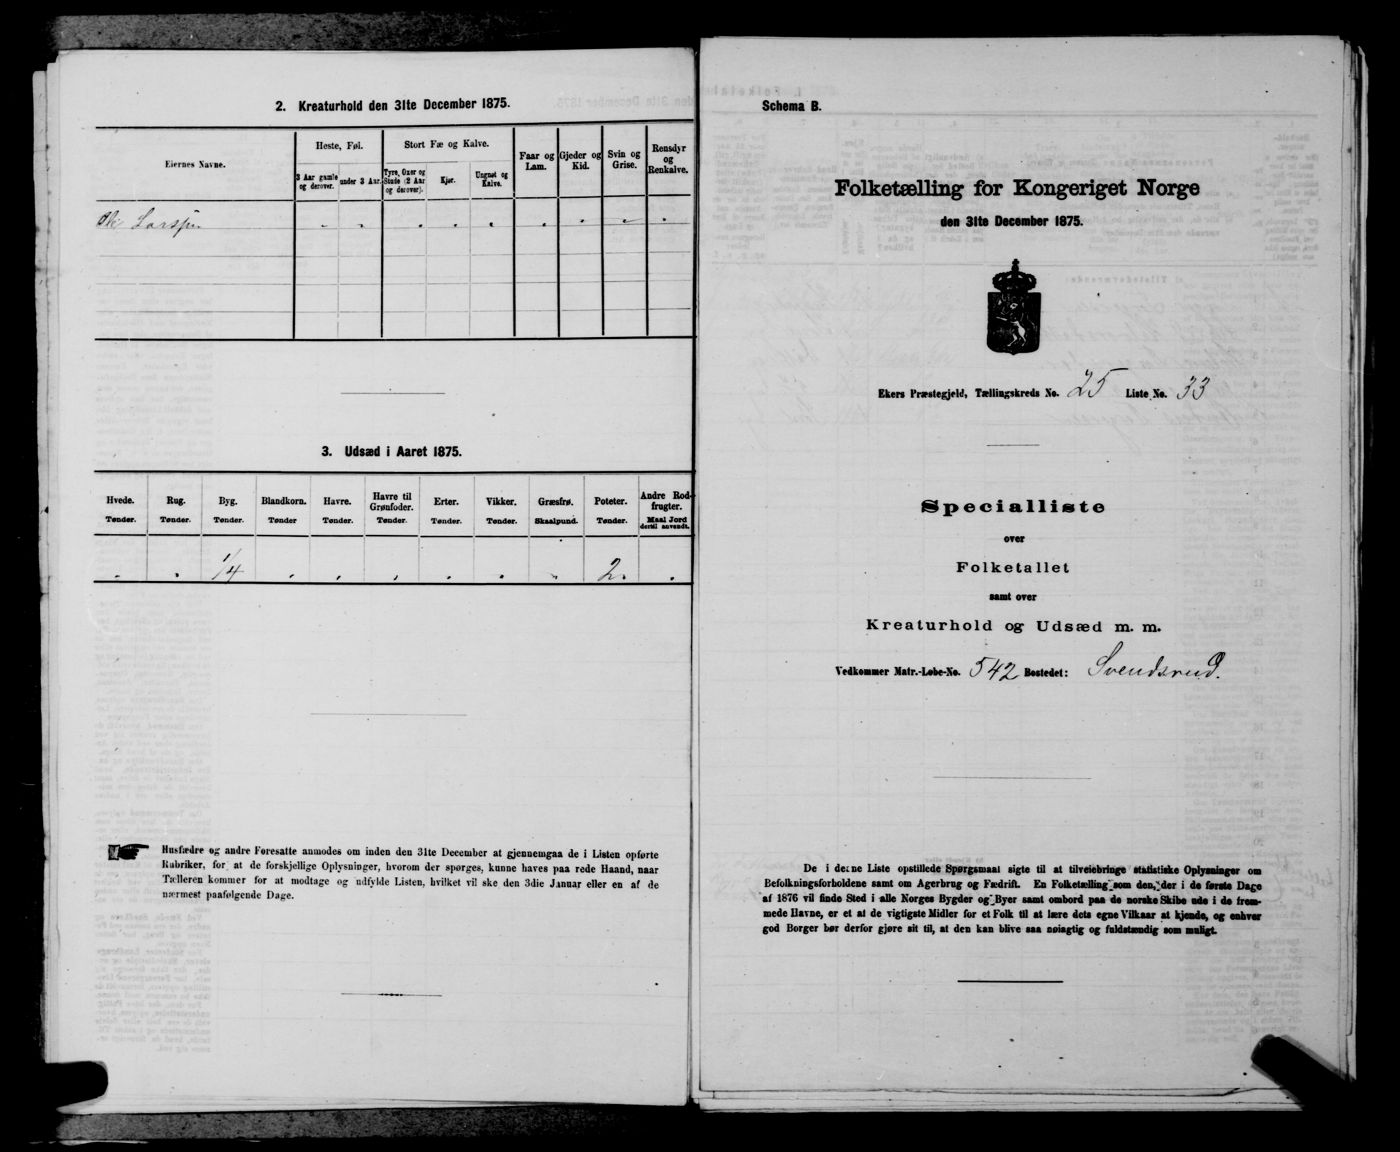 2. Kreaturhold den 31te December 1875.
Eiernes Navne.
Heste, Føl.
Stort Fæ og Kalve.
Faar og Lam.
Gjeder og Kid.
Svin og Grise.
Rensdyr og Renkalve.
3 Aar gamle og derover.
under 3 Aar.
Tyre, Oxer og Stude (2 Aar og derover).
Kjør.
Ungnøt og Kalve.
Ole Larsen
3. Udsæd i Aaret 1875.
Hvede. Rug. Byg. Blandkorn. Havre. Havre til Grønfoder. Erter. Vikker. Græsfrø. Poteter. Andre Rodfrugter.
Tønder. Tønder. Tønder. Tønder Tønder. Tønder. Tønder. Tønder. Skaalpund. Tønder. Maal Jord dertil anvendt.
1/4 2
Husfædre og andre Foresatte anmodes om inden den 31te December at gjennemgaa de i Listen opførte
Rubriker, for at de forskjellige Oplysninger, hvorom der spørges, kunne haves paa rede Haand, naar
Tælleren kommer for at modtage og udfylde Listen, hvilket vil ske den 3die Januar eller en af de
nærmest paafølgende Dage.
Schema B.
Folketælling for Kongeriget Norge
den 31te December 1875.
Ekers Præstegjeld, Tællingskreds No. 25 Liste No. 33
Specialliste
over
Folketallet
samt over
Kreaturhold og Udsæd m. m.
Vedkommer Matr.-Løbe-No. 542 Bostedet: Svendsrud.
De i denne Liste opstillede Spørgsmaal sigte til at tilveiebringe statistiske Oplysninger om
Befolkningsforholdene samt om Agerbrug og Fædrift. En Folketælling som den, der i de første Dage
af 1876 vil finde Sted i alle Norges Bygder og Byer samt ombord paa de norske Skibe ude i de frem-
mede Havne, er et af de vigtigste Midler for et Folk til at lære dets egne Vilkaar at kjende, og enhver
god Borger bør derfor gjøre sit til, at den kan blive saa nøiagtig og fuldstændig som muligt.